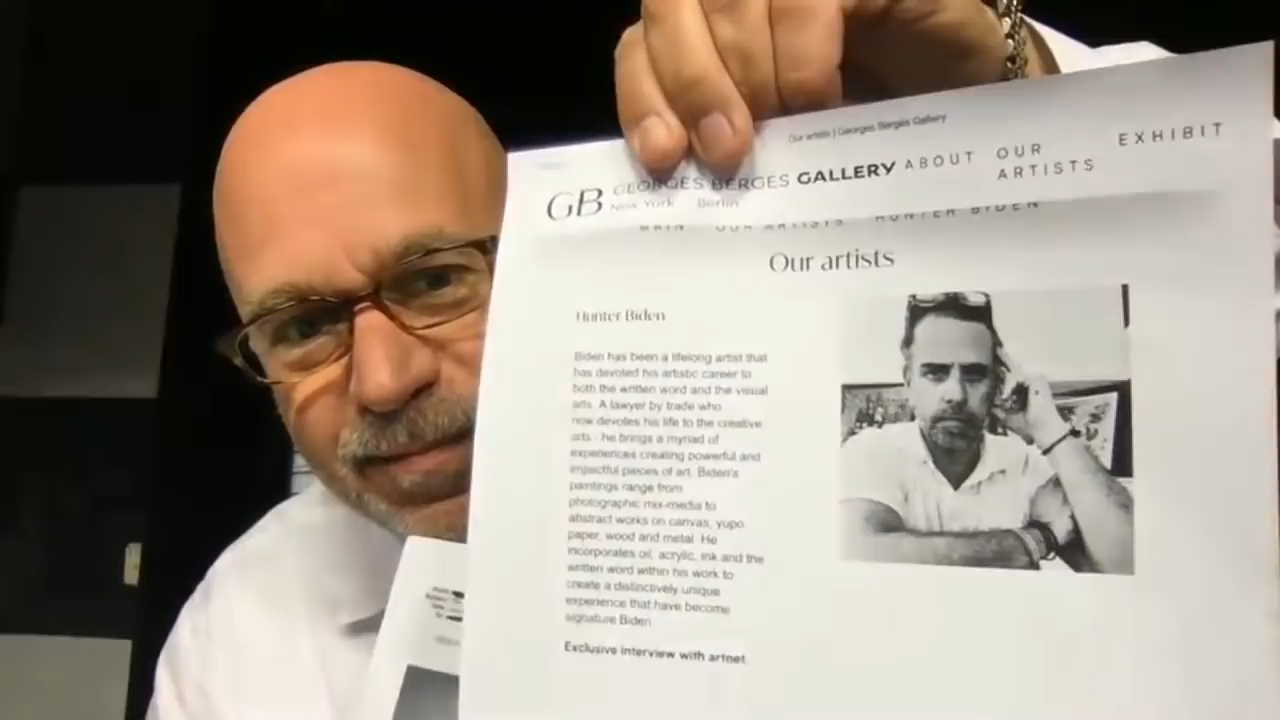 Our artists | Georges Berges Gallery
GB GEORGES BERGES GALLERY ABOUT OUR ARTISTS EXHIBIT
New York Berlin
MAIN OUR ARTISTS HUNTER BIDEN
Our artists
Hunter Biden
Biden has been a lifelong artist that
has devoted his artistic career to
both the written word and the visual
arts. A lawyer by trade who
now devotes his life to the creative
arts - he brings a myriad of
experiences creating powerful and
impactful pieces of art. Biden's
paintings range from
photographic mix-media to
abstract works on canvas, yupo
paper, wood and metal. He
incorporates oil, acrylic, ink and the
written word within his work to
create a distinctively unique
experience that have become
signature Biden.
Exclusive interview with artnet